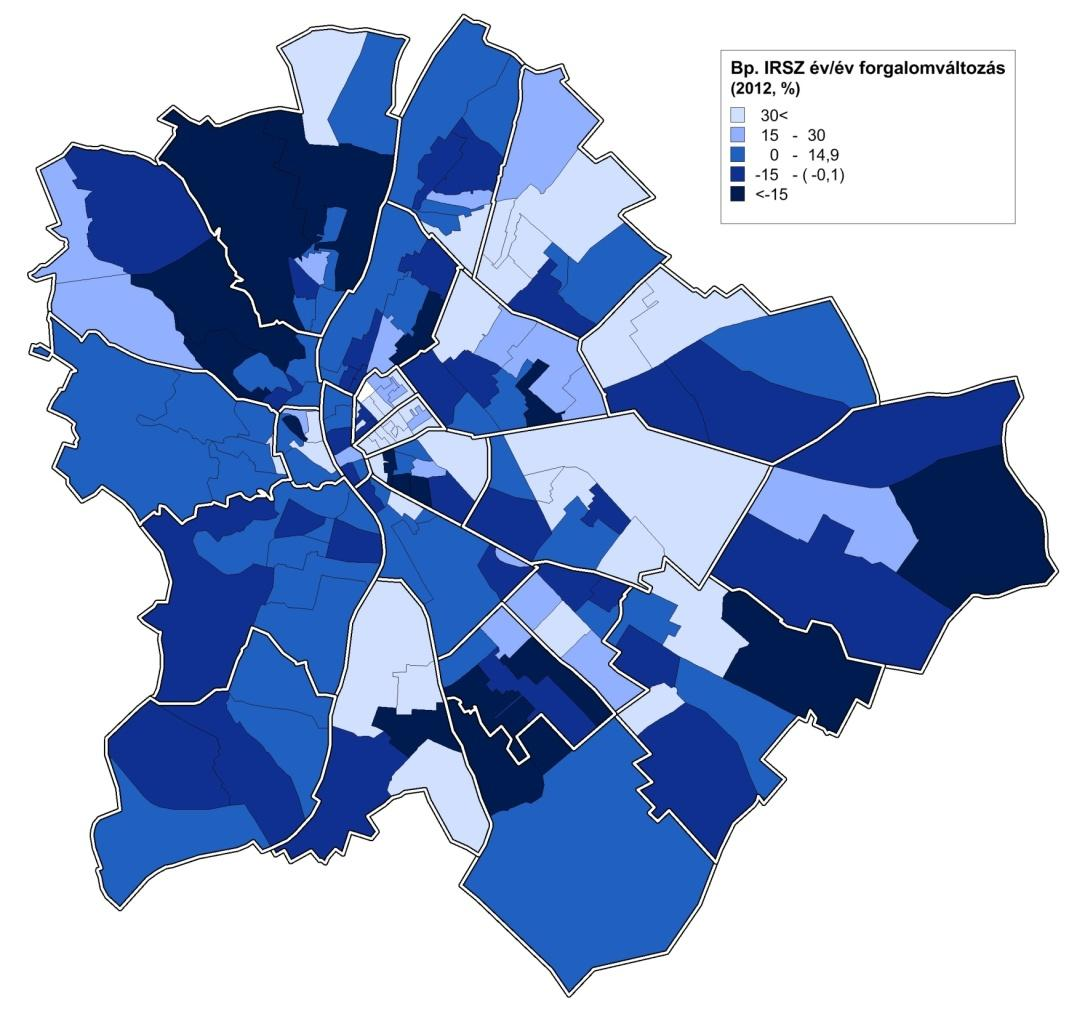 Bp. IRSZ év/év forgalomváltozás
(2012, %)
30<
15 - 30
0 - 14,9
-15 - ( -0,1)
<-15